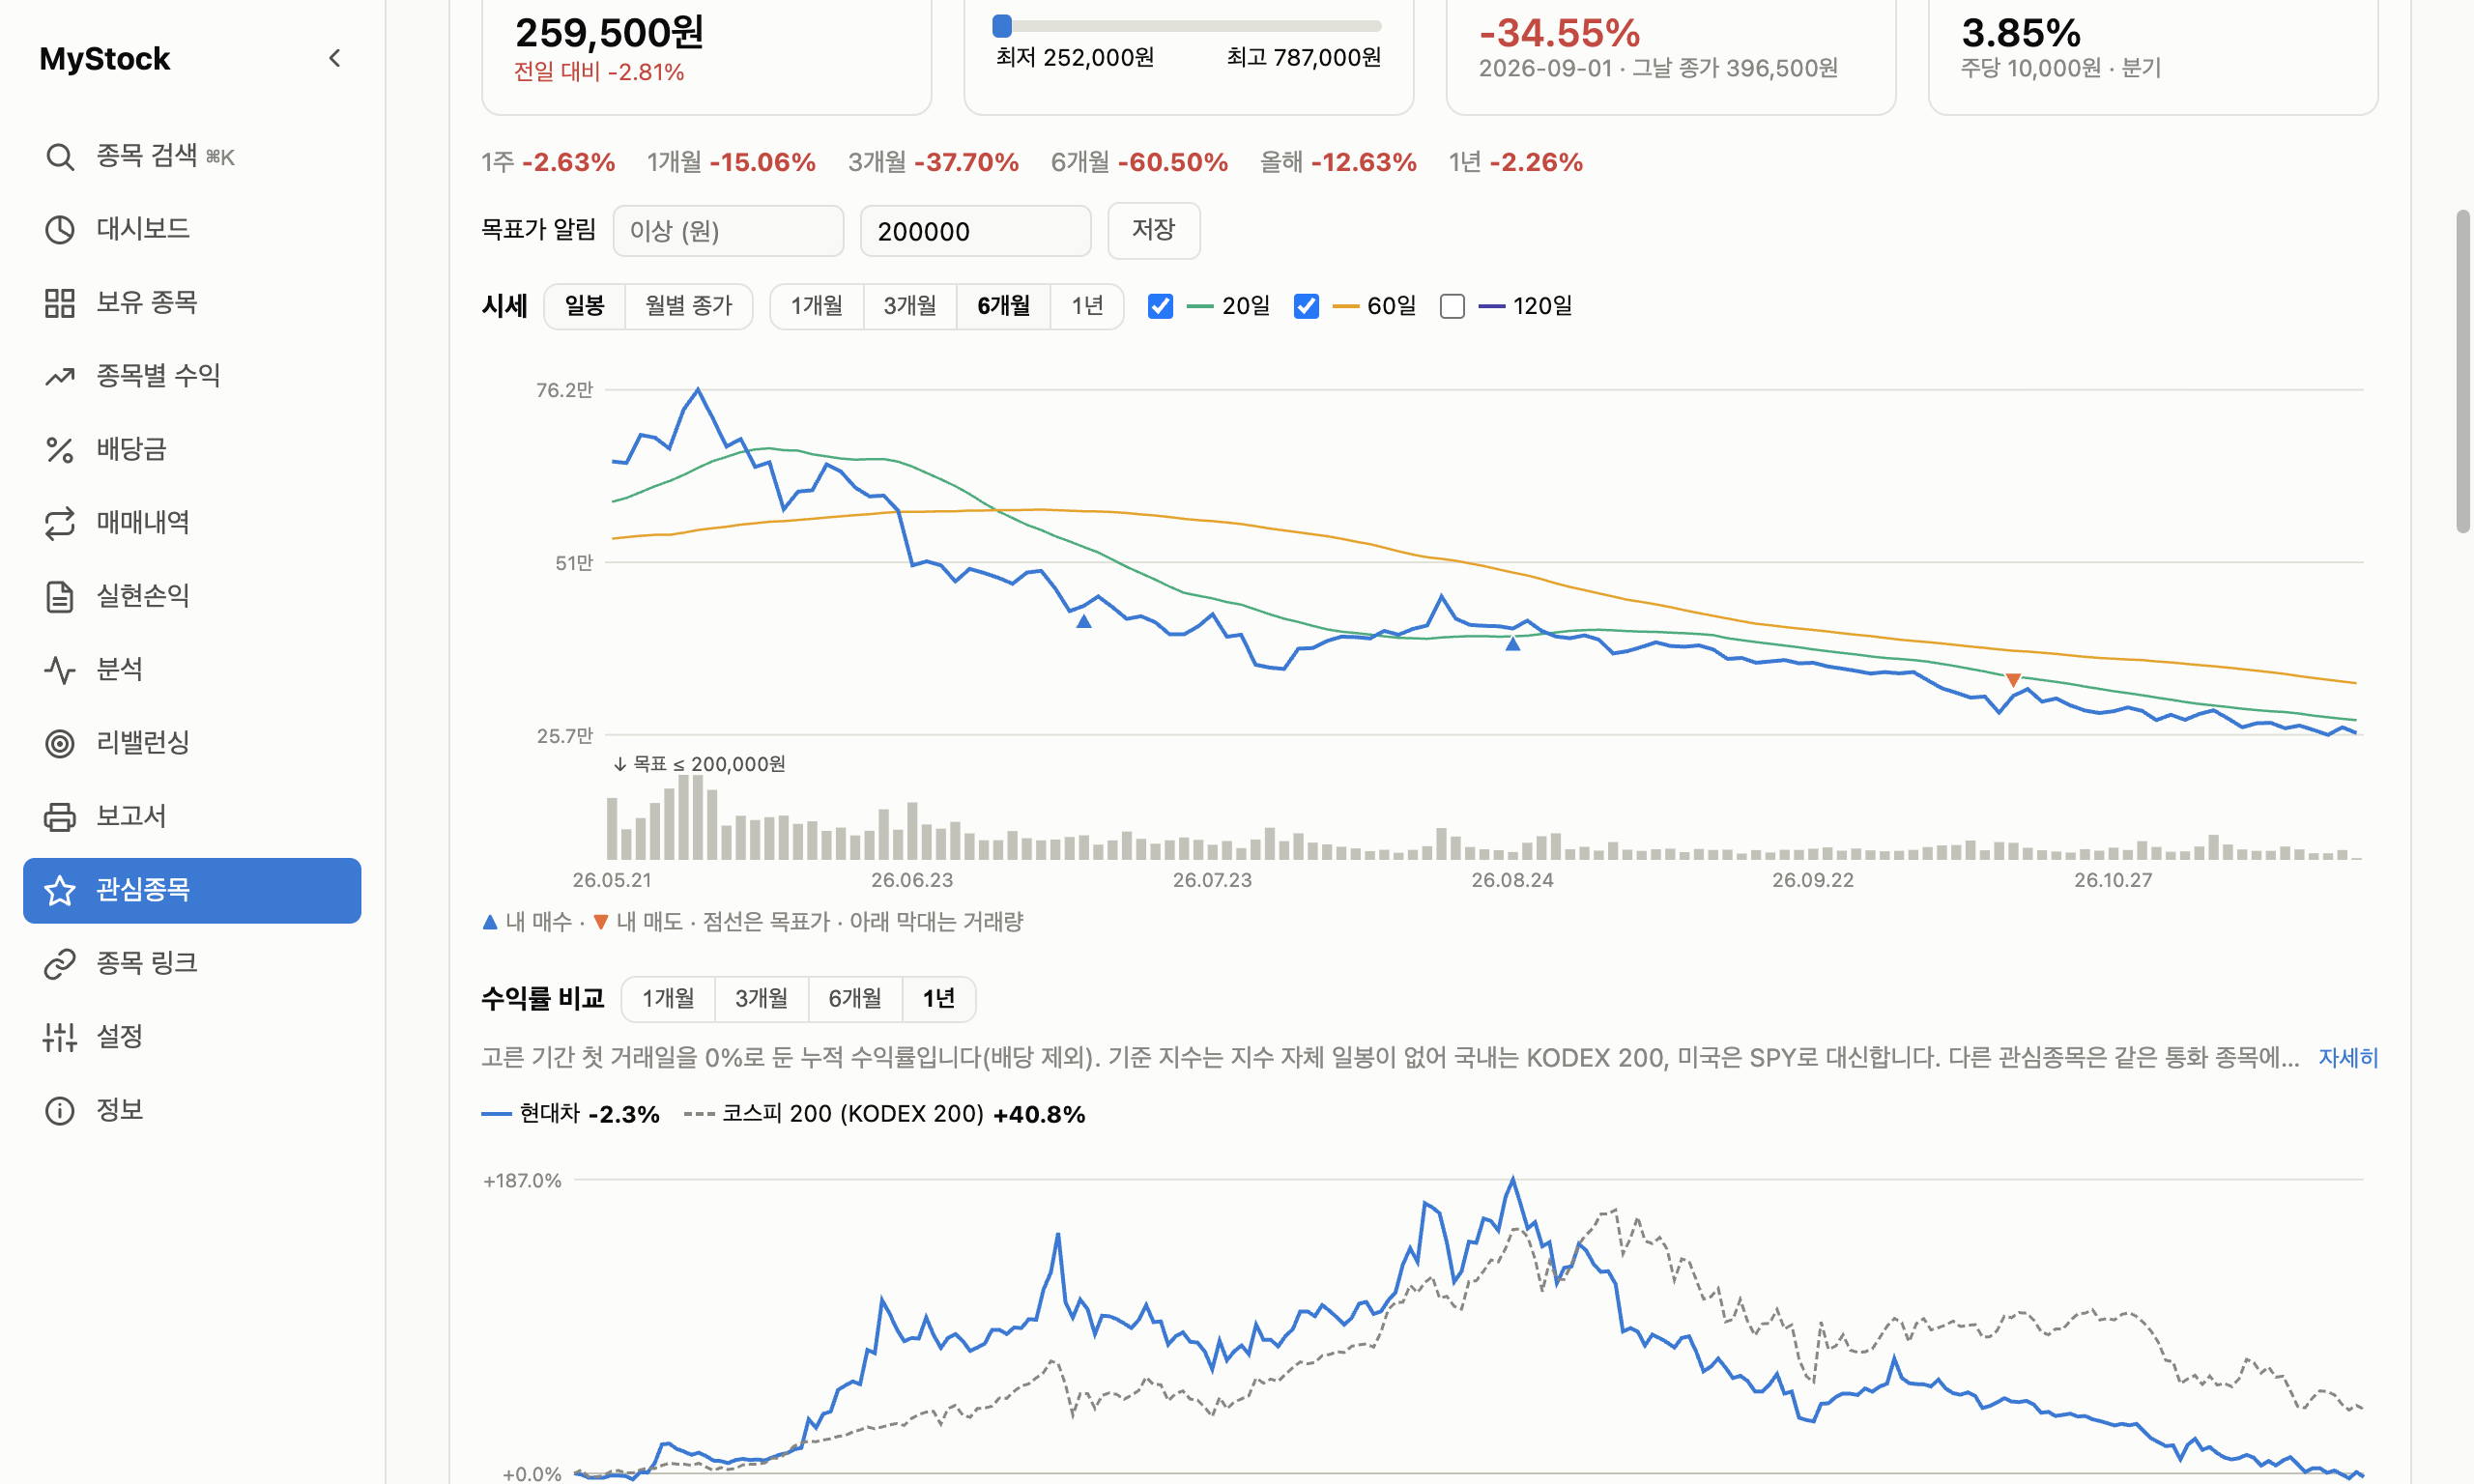 MyStock
종목 검색 ⌘K
대시보드
보유 종목
종목별 수익
배당금
매매내역
실현손익
분석
리밸런싱
보고서
관심종목
종목 링크
설정
정보
259,500원
전일 대비 -2.81%
최저 252,000원 최고 787,000원
-34.55%
2026-09-01 · 그날 종가 396,500원
3.85%
주당 10,000원 · 분기
1주 -2.63% 1개월 -15.06% 3개월 -37.70% 6개월 -60.50% 올해 -12.63% 1년 -2.26%
목표가 알림 이상 (원) 200000 저장
시세 일봉 월별 종가 1개월 3개월 6개월 1년 20일 60일 120일
76.2만
51만
25.7만
↓ 목표 ≤ 200,000원
26.05.21 26.06.23 26.07.23 26.08.24 26.09.22 26.10.27
▲ 내 매수 · ▼ 내 매도 · 점선은 목표가 · 아래 막대는 거래량
수익률 비교 1개월 3개월 6개월 1년
고른 기간 첫 거래일을 0%로 둔 누적 수익률입니다(배당 제외). 기준 지수는 지수 자체 일봉이 없어 국내는 KODEX 200, 미국은 SPY로 대신합니다. 다른 관심종목은 같은 통화 종목에... 자세히
현대차 -2.3% 코스피 200 (KODEX 200) +40.8%
+187.0%
+0.0%